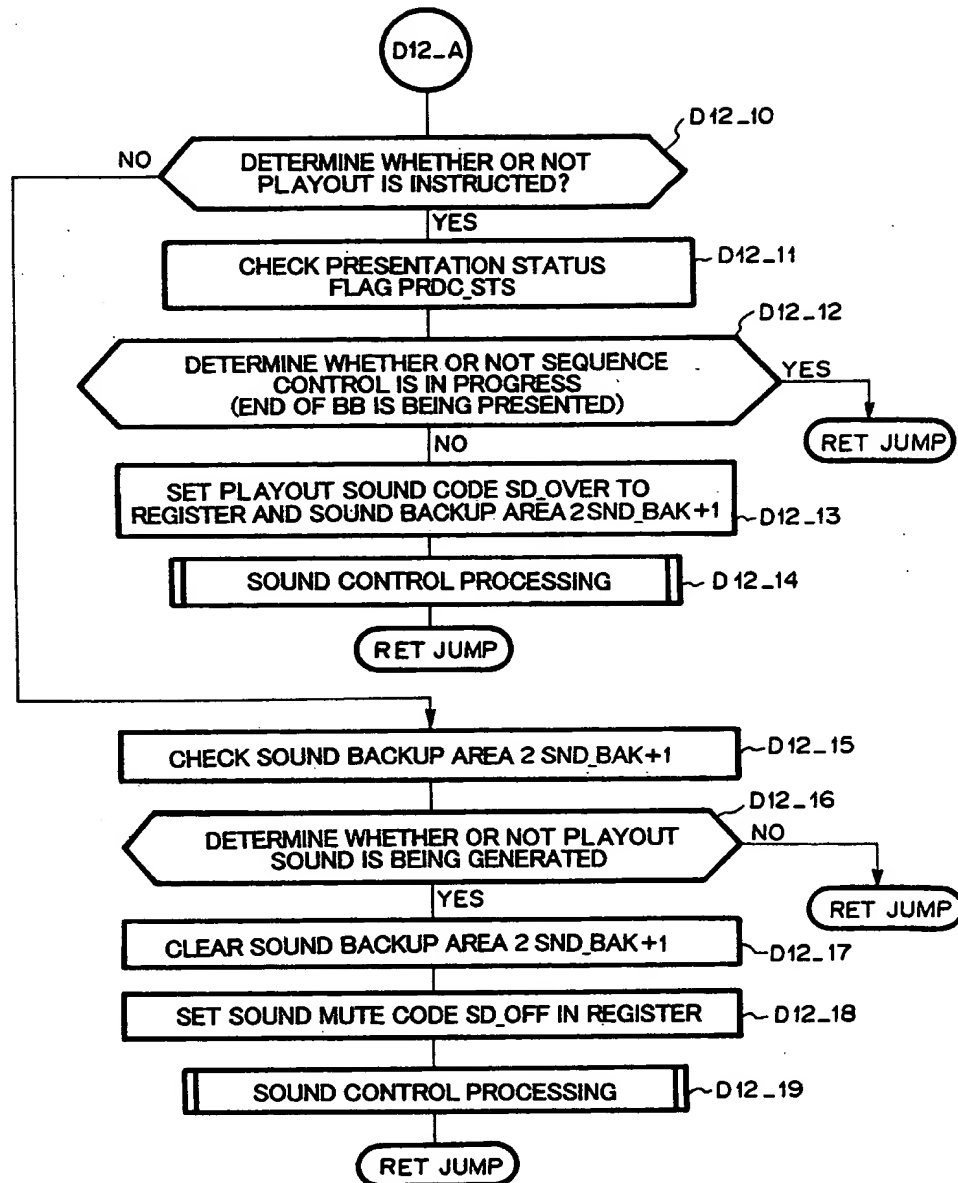 D12_A
D12_10
NO
DETERMINE WHETHER OR NOT
PLAYOUT IS INSTRUCTED?
YES
D12_11
CHECK PRESENTATION STATUS
FLAG PRDC_STS
D12_12
DETERMINE WHETHER OR NOT SEQUENCE
CONTROL IS IN PROGRESS
(END OF BB IS BEING PRESENTED)
YES
RET JUMP
NO
SET PLAYOUT SOUND CODE SD_OVER TO
REGISTER AND SOUND BACKUP AREA 2 SND_BAK+1
D12_13
SOUND CONTROL PROCESSING
D12_14
RET JUMP
CHECK SOUND BACKUP AREA 2 SND_BAK+1
D12_15
D12_16
DETERMINE WHETHER OR NOT PLAYOUT
SOUND IS BEING GENERATED
NO
RET JUMP
YES
CLEAR SOUND BACKUP AREA 2 SND_BAK+1
D12_17
SET SOUND MUTE CODE SD_OFF IN REGISTER
D12_18
SOUND CONTROL PROCESSING
D12_19
RET JUMP